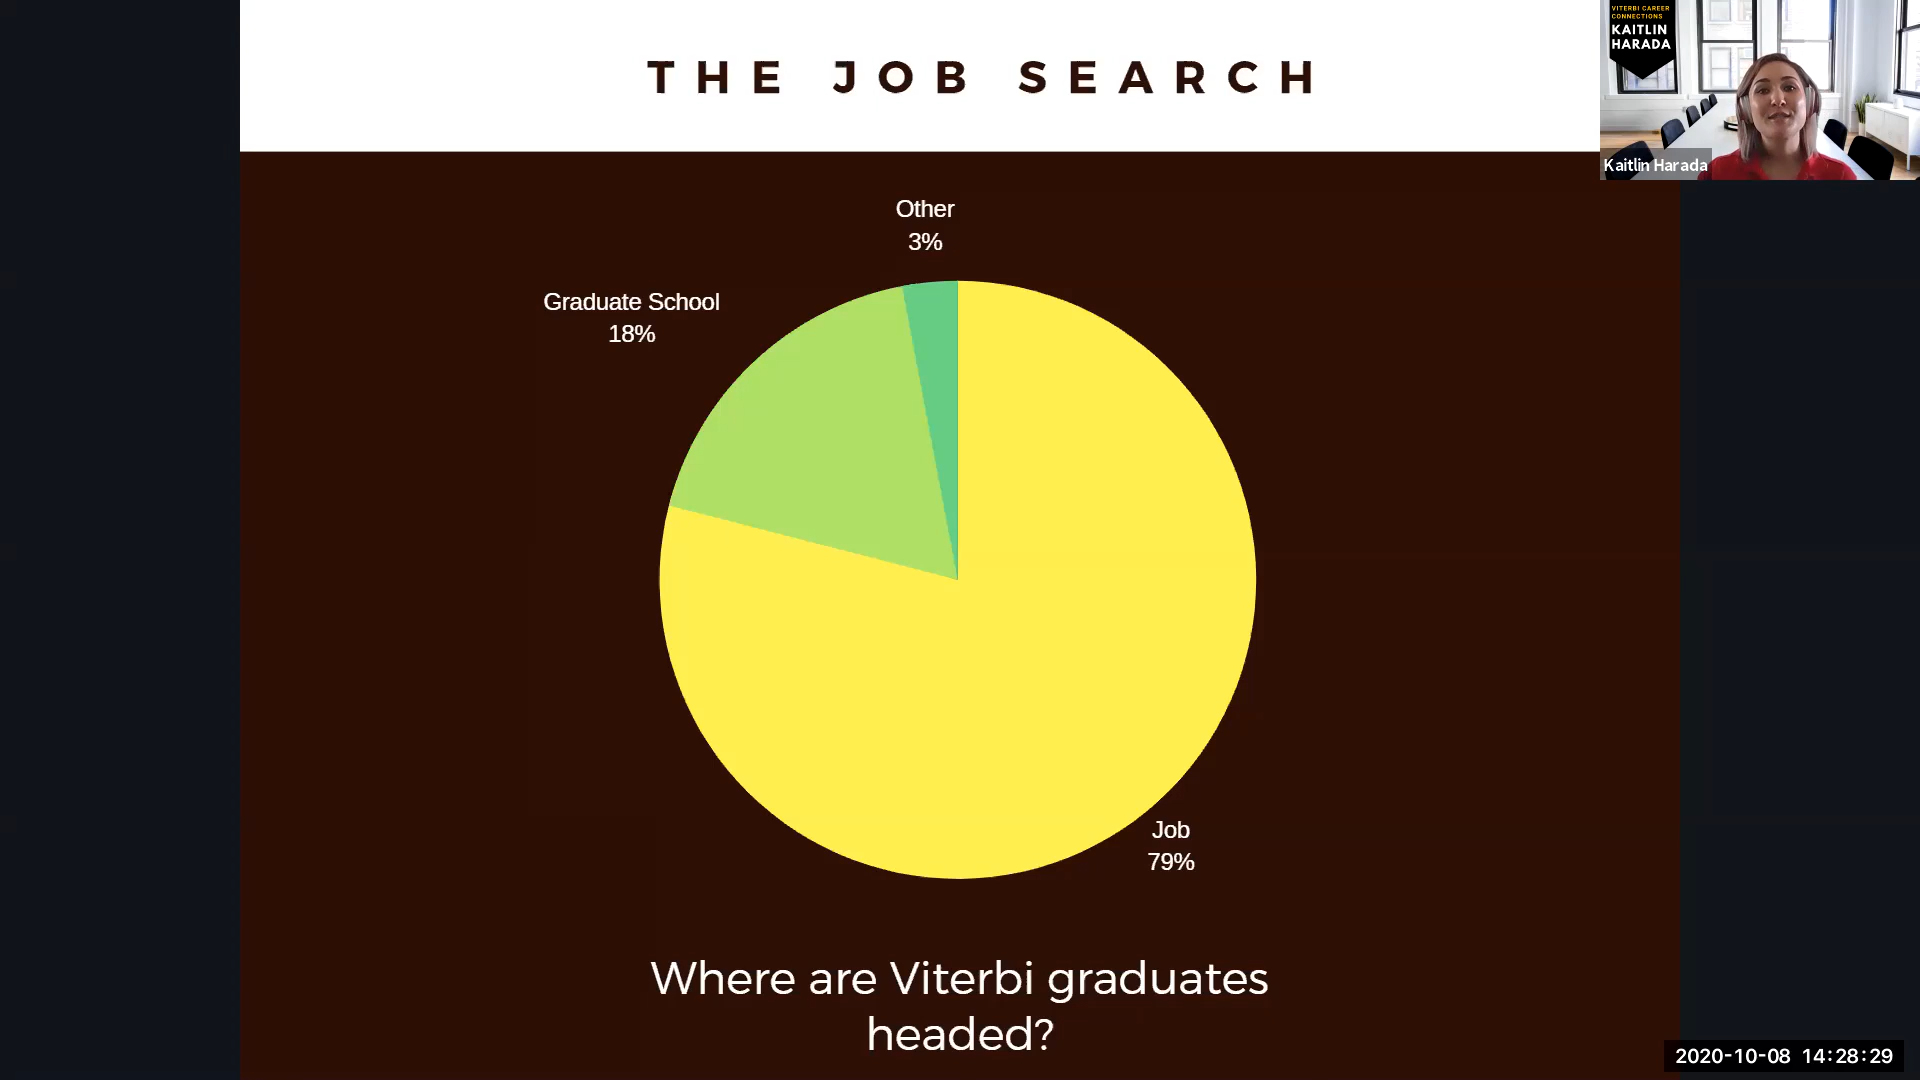 THE JOB SEARCH
VITERBI CAREER
CONNECTIONS
KAITLIN
HARADA
Kaitlin Harada
Other
3%
Graduate School
18%
Job
79%
Where are Viterbi graduates
headed?
2020-10-08 14:28:29